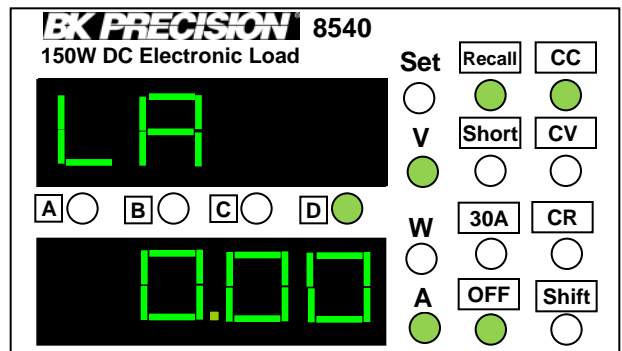 BK PRECISION® 8540
150W DC Electronic Load
Set Recall CC
LA
V Short CV
A B C D
W 30A CR
0.00
A OFF Shift